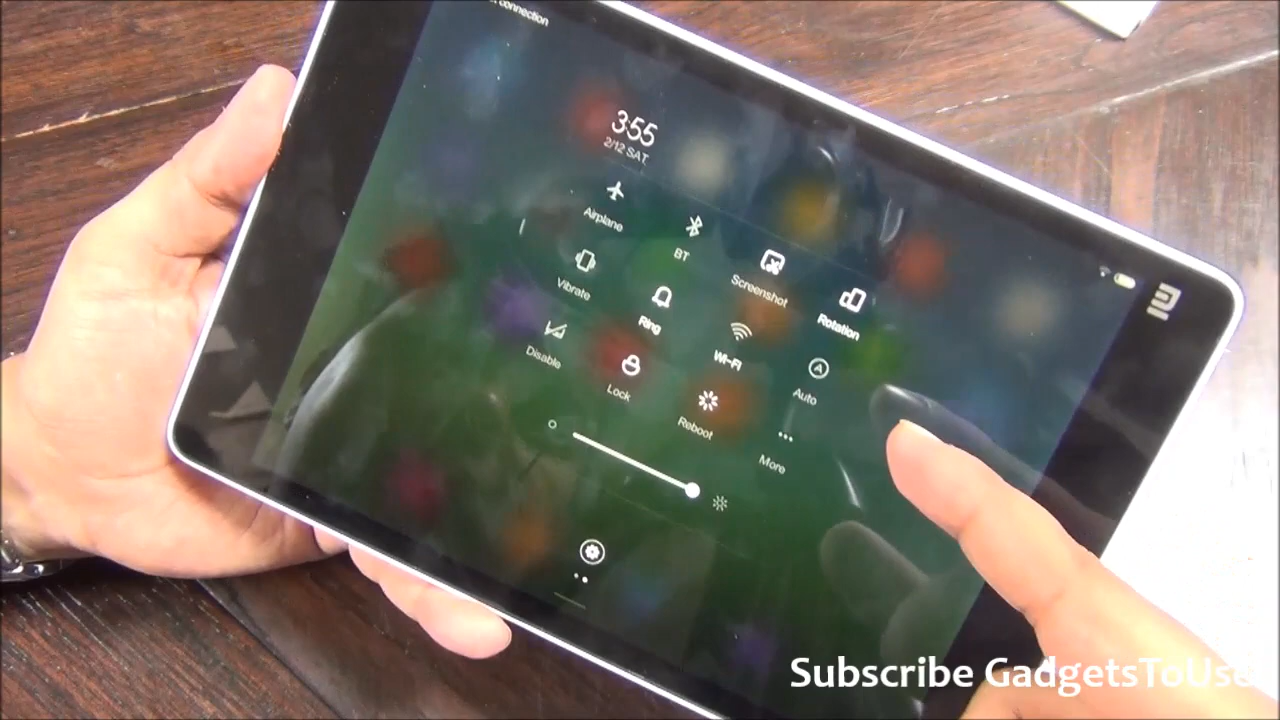 connection
3:55
2/12 SAT
Airplane
BT
Screenshot
Rotation
Vibrate
Ring
Wi-Fi
Auto
Disable
Lock
Reboot
More
Subscribe GadgetsToUse